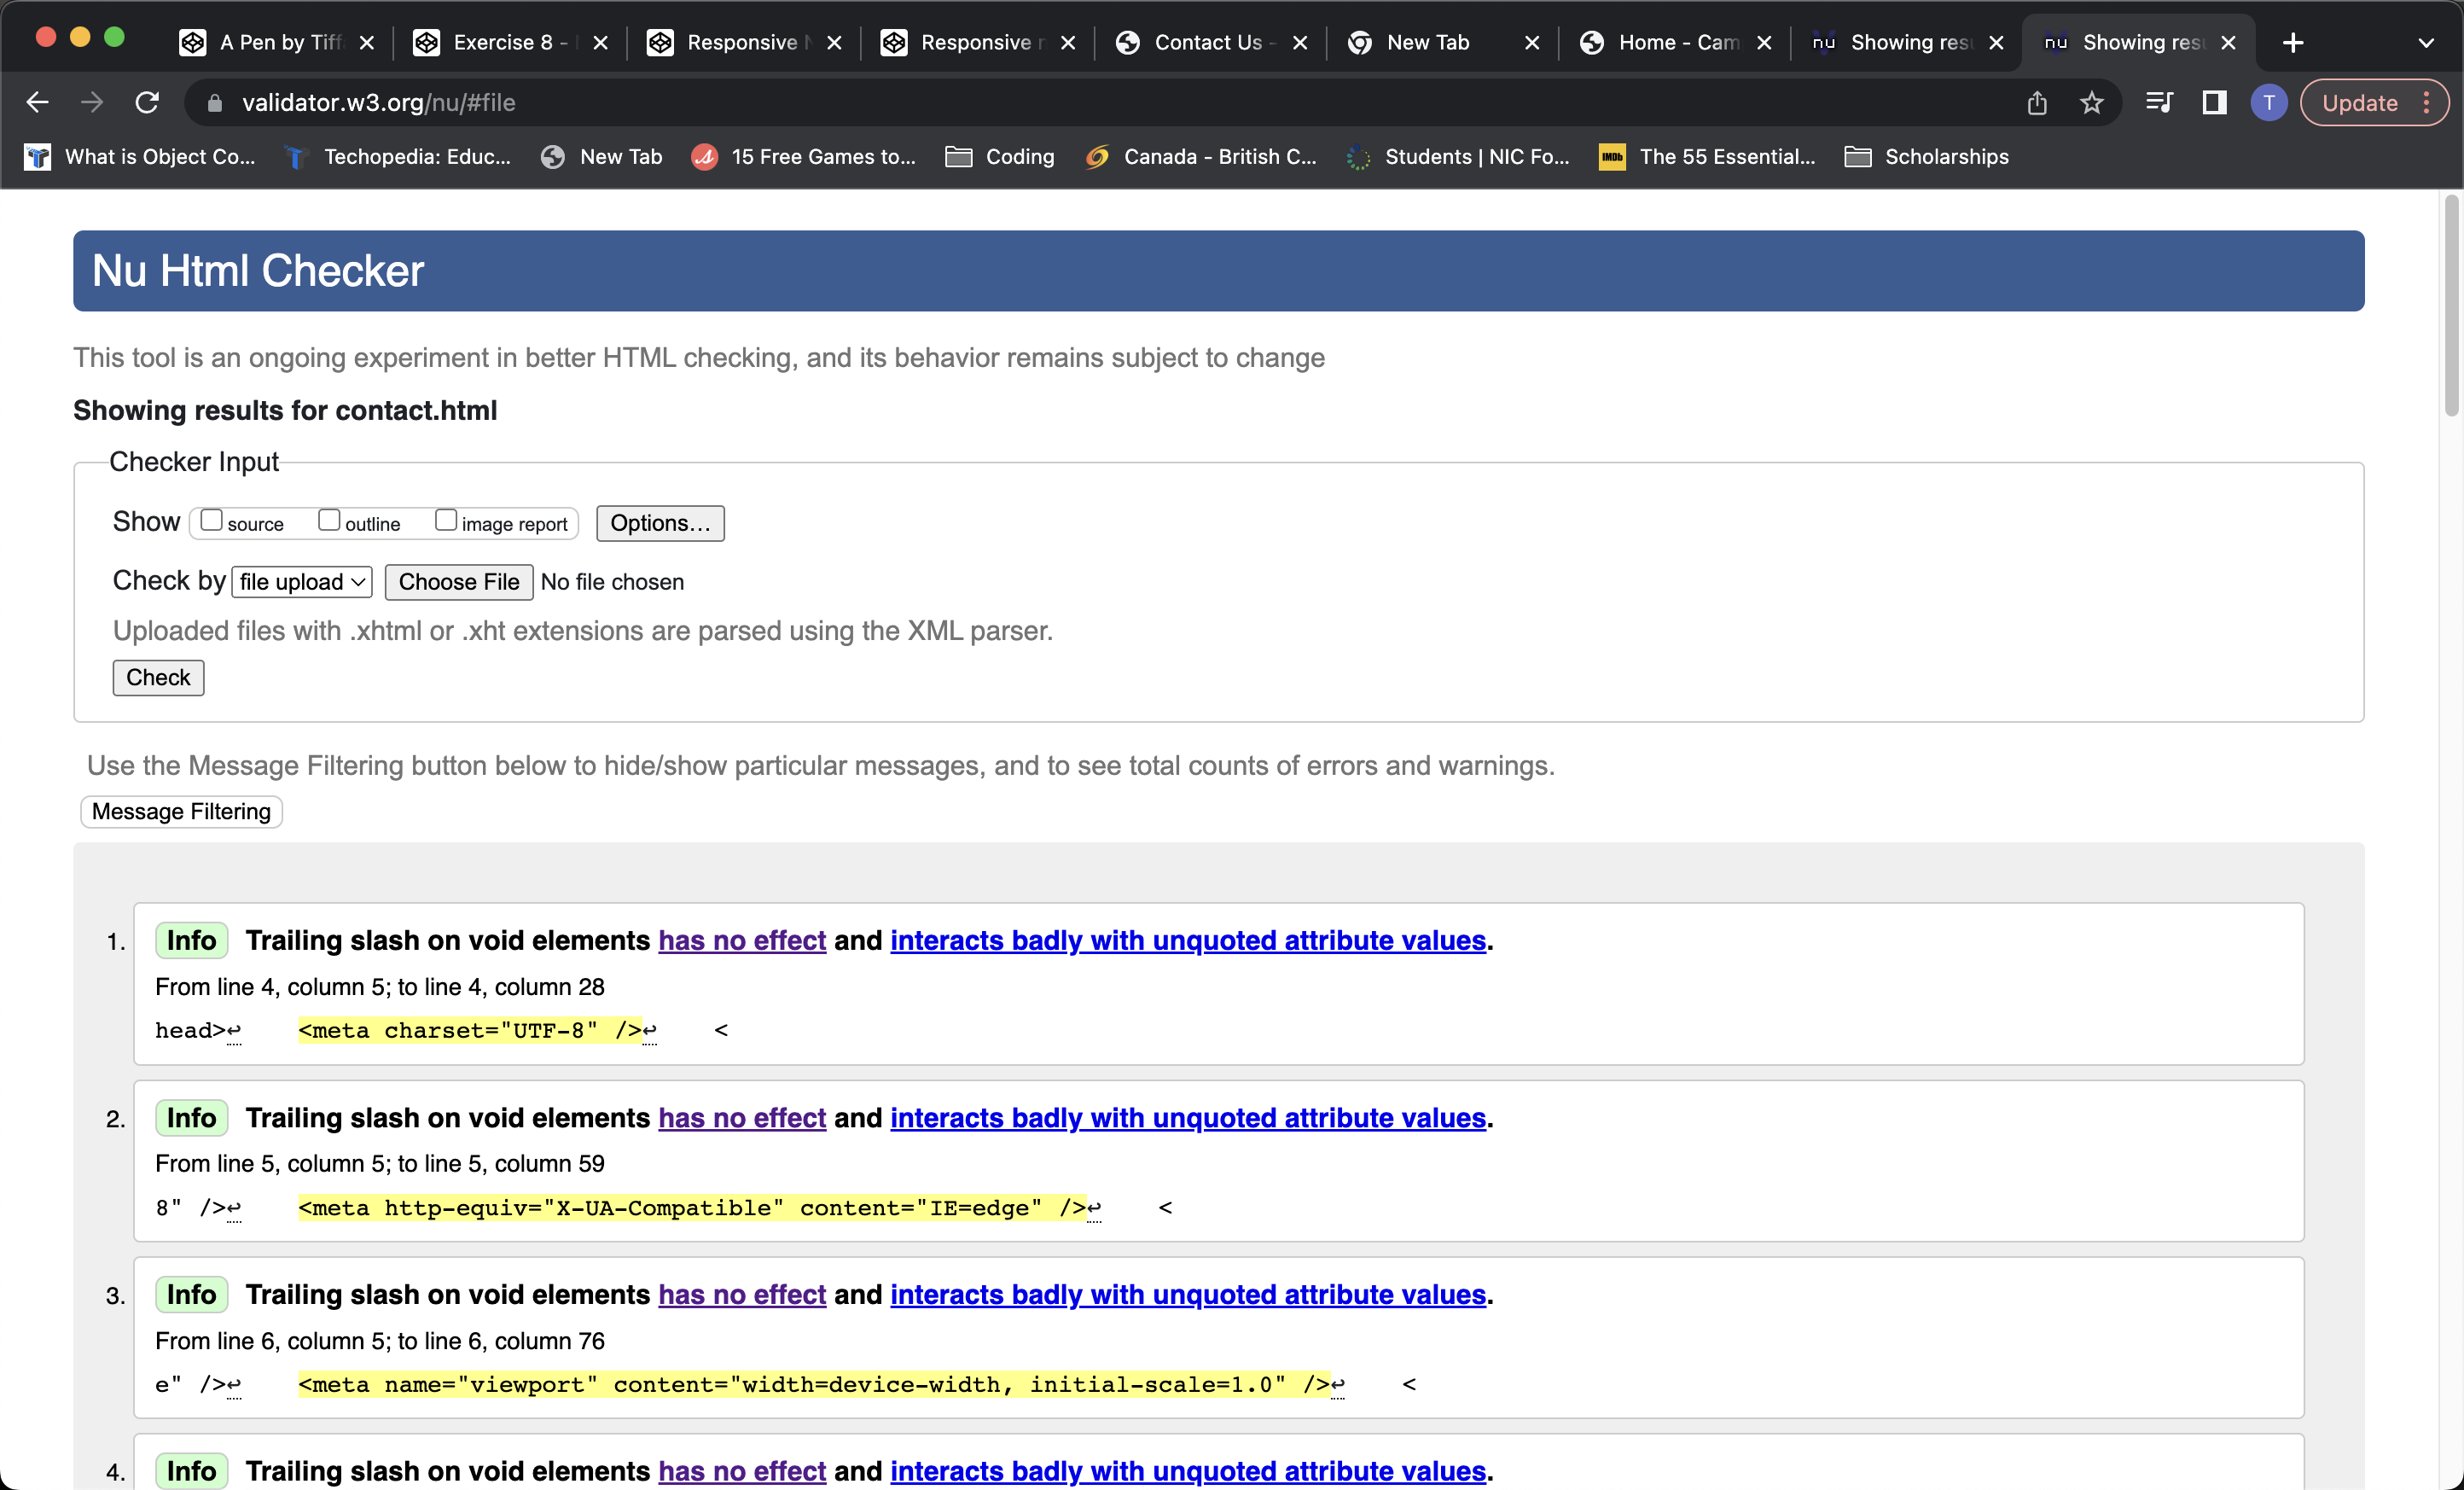 A Pen by Tiff
Exercise 8 -
Responsive
Responsive
Contact Us -
New Tab
Home - Cam
nu Showing res
nu Showing res
validator.w3.org/nu/#file
T
Update
What is Object Co...
Techopedia: Educ...
New Tab
15 Free Games to...
Coding
Canada - British C...
Students | NIC Fo...
IMDb The 55 Essential...
Scholarships
Nu Html Checker
This tool is an ongoing experiment in better HTML checking, and its behavior remains subject to change
Showing results for contact.html
Checker Input
Show source outline image report Options...
Check by file upload Choose File No file chosen
Uploaded files with .xhtml or .xht extensions are parsed using the XML parser.
Check
Use the Message Filtering button below to hide/show particular messages, and to see total counts of errors and warnings.
Message Filtering
1. Info Trailing slash on void elements has no effect and interacts badly with unquoted attribute values.
From line 4, column 5; to line 4, column 28
head>↩ <meta charset="UTF-8" />↩ <
2. Info Trailing slash on void elements has no effect and interacts badly with unquoted attribute values.
From line 5, column 5; to line 5, column 59
8" />↩ <meta http-equiv="X-UA-Compatible" content="IE=edge" />↩ <
3. Info Trailing slash on void elements has no effect and interacts badly with unquoted attribute values.
From line 6, column 5; to line 6, column 76
e" />↩ <meta name="viewport" content="width=device-width, initial-scale=1.0" />↩ <
4. Info Trailing slash on void elements has no effect and interacts badly with unquoted attribute values.